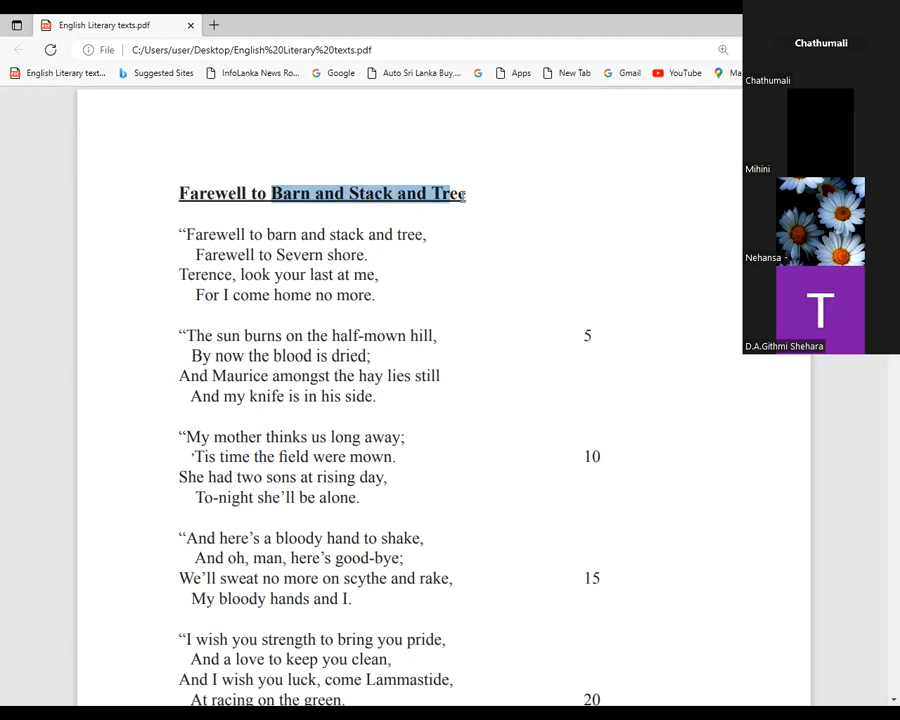 English Literary texts.pdf
File C:/Users/user/Desktop/English%20Literary%20texts.pdf
English Literary text... Suggested Sites InfoLanka News Ro... Google Auto Sri Lanka Buy,... Apps New Tab Gmail YouTube Ma
Farewell to Barn and Stack and Tree
“Farewell to barn and stack and tree,
Farewell to Severn shore.
Terence, look your last at me,
For I come home no more.
“The sun burns on the half-mown hill, 5
By now the blood is dried;
And Maurice amongst the hay lies still
And my knife is in his side.
“My mother thinks us long away;
’Tis time the field were mown. 10
She had two sons at rising day,
To-night she’ll be alone.
“And here’s a bloody hand to shake,
And oh, man, here’s good-bye;
We’ll sweat no more on scythe and rake, 15
My bloody hands and I.
“I wish you strength to bring you pride,
And a love to keep you clean,
And I wish you luck, come Lammastide,
At racing on the green. 20
Chathumali
Chathumali
Mihini
Nehansa -
T
D.A.Githmi Shehara